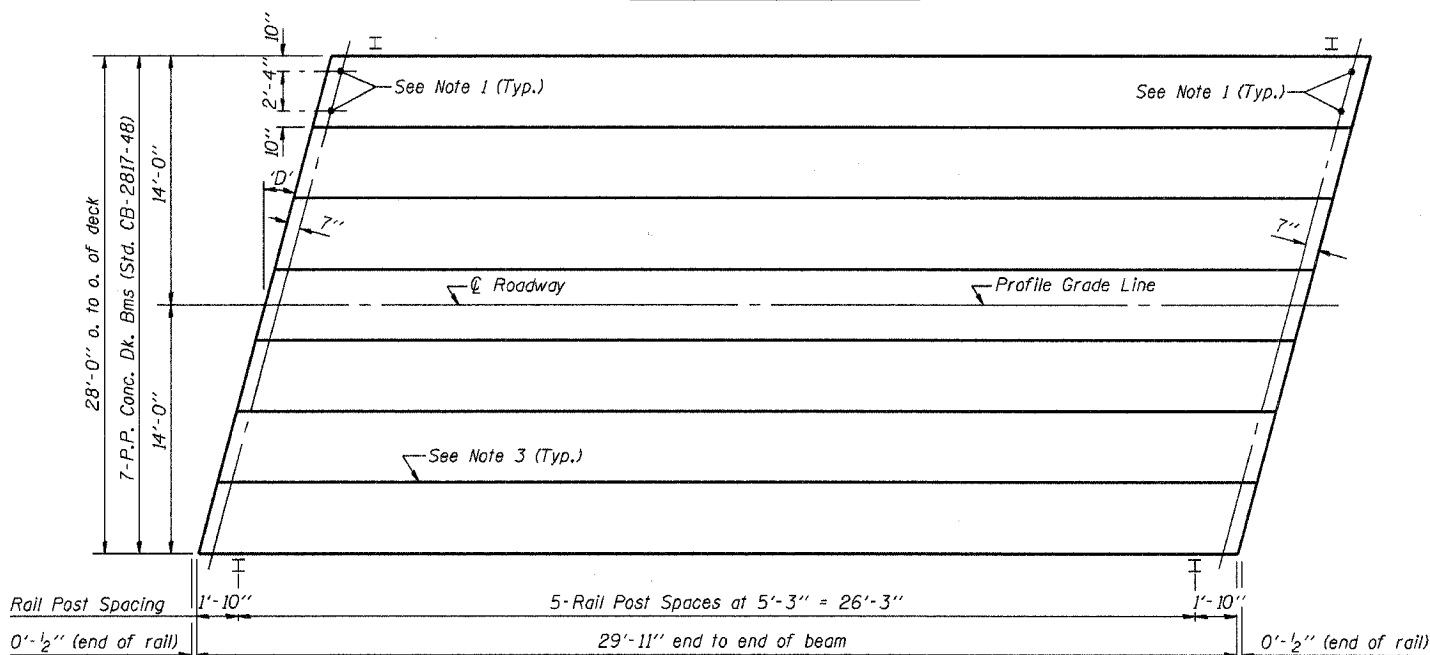 10"
2'-4"
10"
See Note 1 (Typ.)
See Note 1 (Typ.)
28'-0" o. to o. of deck
7-P.P. Conc. Dk. Bms (Std. CB-2817-48)
14'-0"
14'-0"
'D'
7"
7"
℄ Roadway
Profile Grade Line
See Note 3 (Typ.)
Rail Post Spacing
1'-10"
5-Rail Post Spaces at 5'-3" = 26'-3"
1'-10"
0'-½" (end of rail)
29'-11" end to end of beam
0'-½" (end of rail)